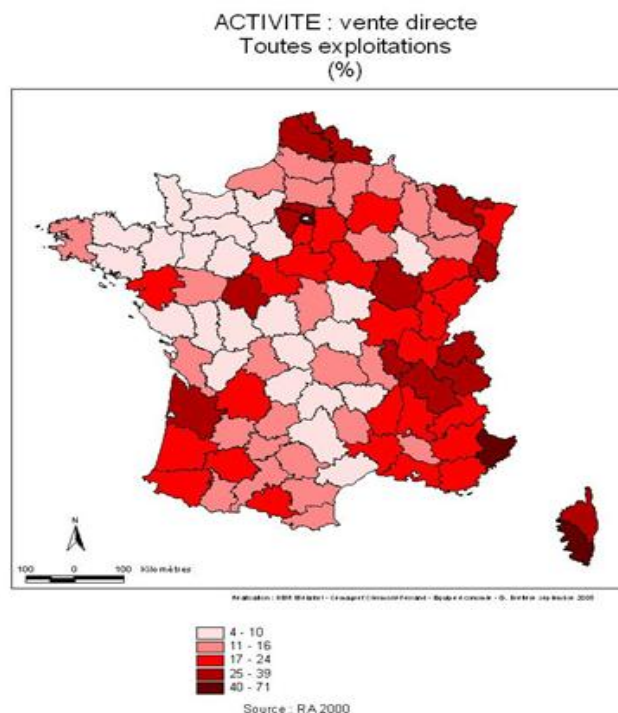 ACTIVITE : vente directe
Toutes exploitations
(%)
N
100 0 100 Kilomètres
4 - 10
11 - 16
17 - 24
25 - 39
40 - 71
Source : RA 2000